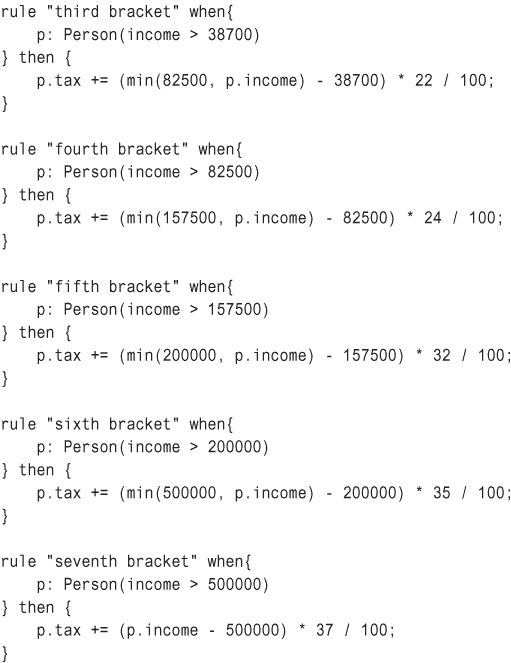 rule "third bracket" when{
    p: Person(income > 38700)
} then {
    p.tax += (min(82500, p.income) - 38700) * 22 / 100;
}

rule "fourth bracket" when{
    p: Person(income > 82500)
} then {
    p.tax += (min(157500, p.income) - 82500) * 24 / 100;
}

rule "fifth bracket" when{
    p: Person(income > 157500)
} then {
    p.tax += (min(200000, p.income) - 157500) * 32 / 100;
}

rule "sixth bracket" when{
    p: Person(income > 200000)
} then {
    p.tax += (min(500000, p.income) - 200000) * 35 / 100;
}

rule "seventh bracket" when{
    p: Person(income > 500000)
} then {
    p.tax += (p.income - 500000) * 37 / 100;
}